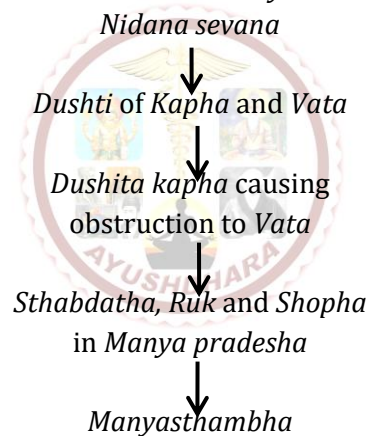 Nidana sevana
Dushti of Kapha and Vata
Dushita kapha causing
obstruction to Vata
Sthabdatha, Ruk and Shopha
in Manya pradesha
Manyasthambha
AYUSHDHARA